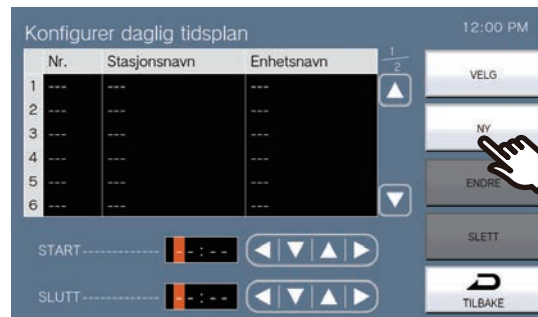 Konfigurer daglig tidsplan
12:00 PM
Nr. Stasjonsnavn Enhetsnavn
1/2
1 --- --- ---
2 --- --- ---
3 --- --- ---
4 --- --- ---
5 --- --- ---
6 --- --- ---
VELG
NY
ENDRE
SLETT
START------------- --:--
SLUTT------------- --:--
TILBAKE